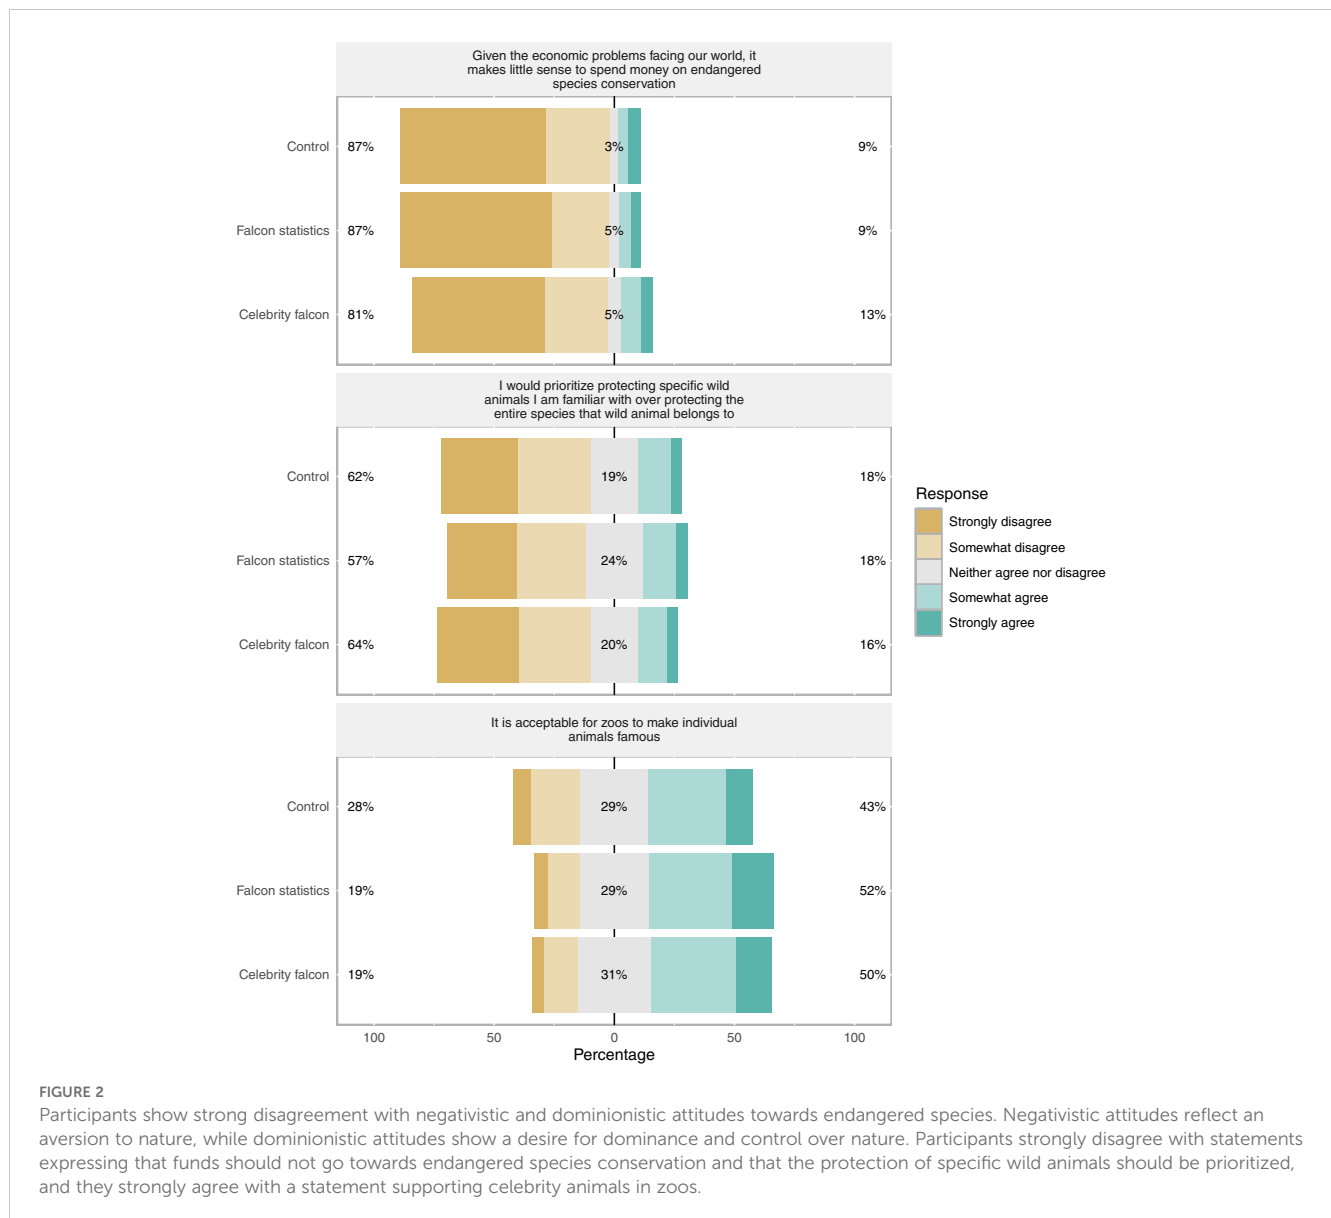 Given the economic problems facing our world, it
makes little sense to spend money on endangered
species conservation
Control 87% 3% 9%
Falcon statistics 87% 5% 9%
Celebrity falcon 81% 5% 13%
I would prioritize protecting specific wild
animals I am familiar with over protecting the
entire species that wild animal belongs to
Control 62% 19% 18%
Falcon statistics 57% 24% 18%
Celebrity falcon 64% 20% 16%
It is acceptable for zoos to make individual
animals famous
Control 28% 29% 43%
Falcon statistics 19% 29% 52%
Celebrity falcon 19% 31% 50%
100 50 0 50 100
Percentage
Response
Strongly disagree
Somewhat disagree
Neither agree nor disagree
Somewhat agree
Strongly agree
FIGURE 2
Participants show strong disagreement with negativistic and dominionistic attitudes towards endangered species. Negativistic attitudes reflect an
aversion to nature, while dominionistic attitudes show a desire for dominance and control over nature. Participants strongly disagree with statements
expressing that funds should not go towards endangered species conservation and that the protection of specific wild animals should be prioritized,
and they strongly agree with a statement supporting celebrity animals in zoos.